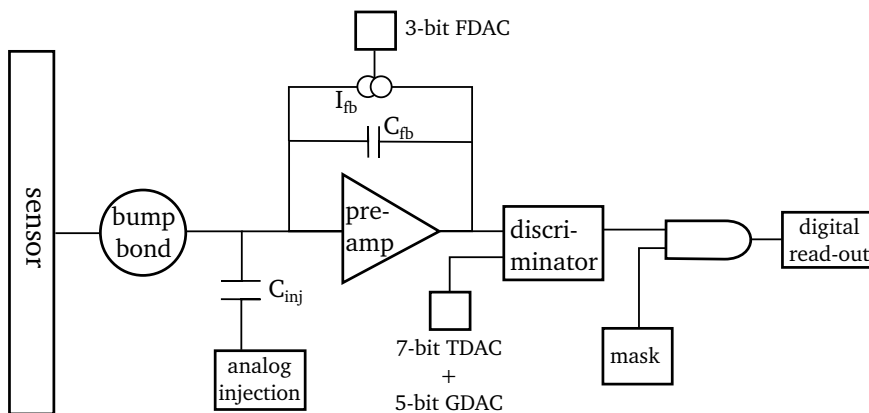 3-bit FDAC
I_fb
C_fb
sensor
bump
bond
pre-
amp
discri-
minator
digital
read-out
C_inj
analog
injection
7-bit TDAC
+
5-bit GDAC
mask